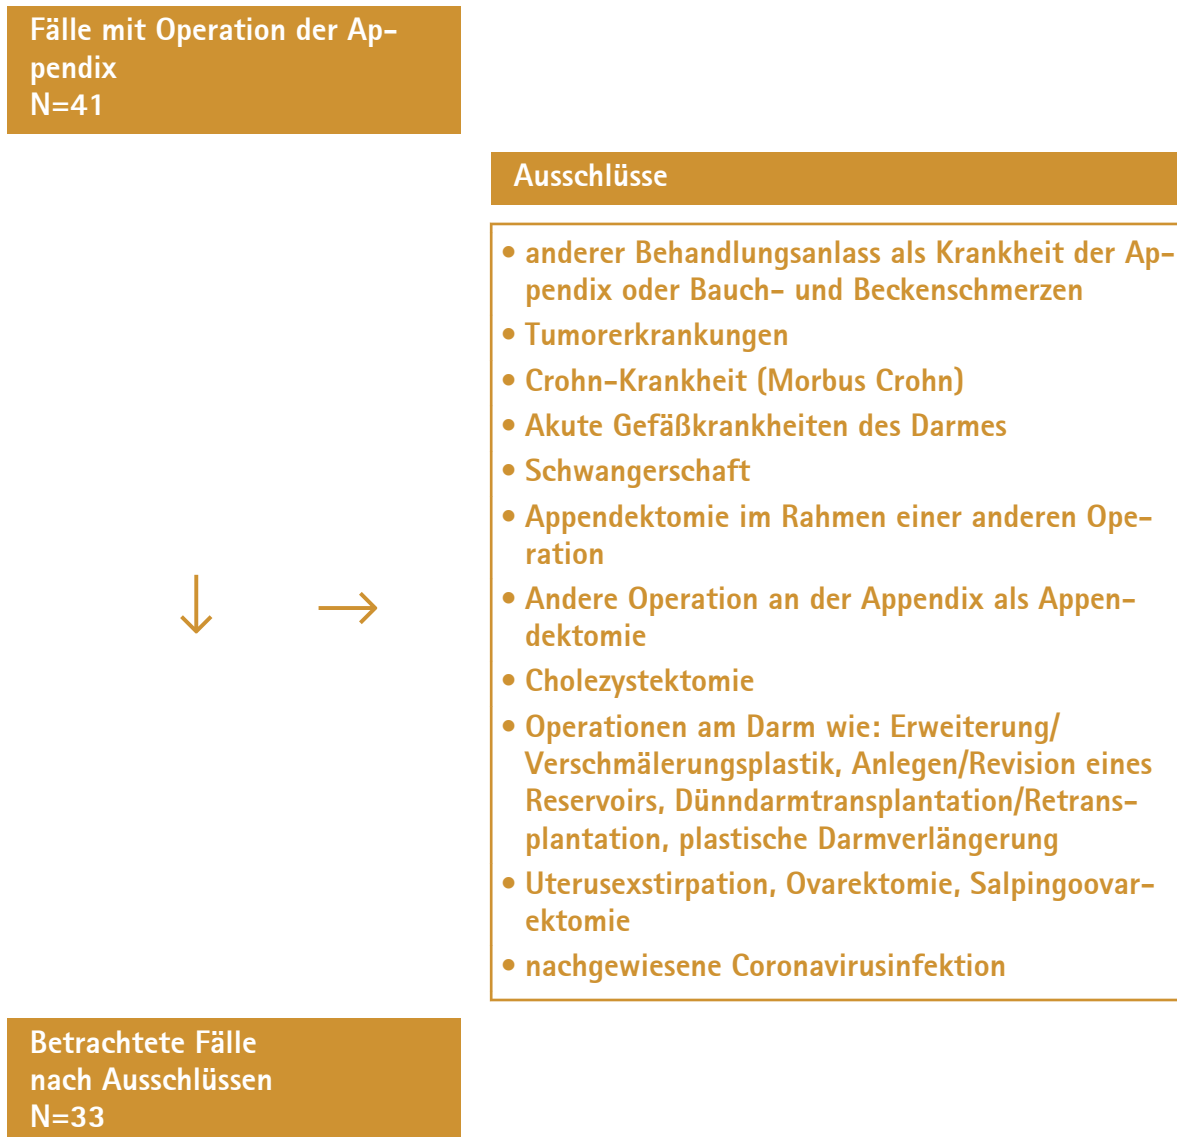 Fälle mit Operation der Ap-
pendix
N=41
Ausschlüsse
• anderer Behandlungsanlass als Krankheit der Ap-
pendix oder Bauch- und Beckenschmerzen
• Tumorerkrankungen
• Crohn-Krankheit (Morbus Crohn)
• Akute Gefäßkrankheiten des Darmes
• Schwangerschaft
• Appendektomie im Rahmen einer anderen Ope-
ration
• Andere Operation an der Appendix als Appen-
dektomie
• Cholezystektomie
• Operationen am Darm wie: Erweiterung/
Verschmälerungsplastik, Anlegen/Revision eines
Reservoirs, Dünndarmtransplantation/Retrans-
plantation, plastische Darmverlängerung
• Uterusexstirpation, Ovarektomie, Salpingoovar-
ektomie
• nachgewiesene Coronavirusinfektion
Betrachtete Fälle
nach Ausschlüssen
N=33